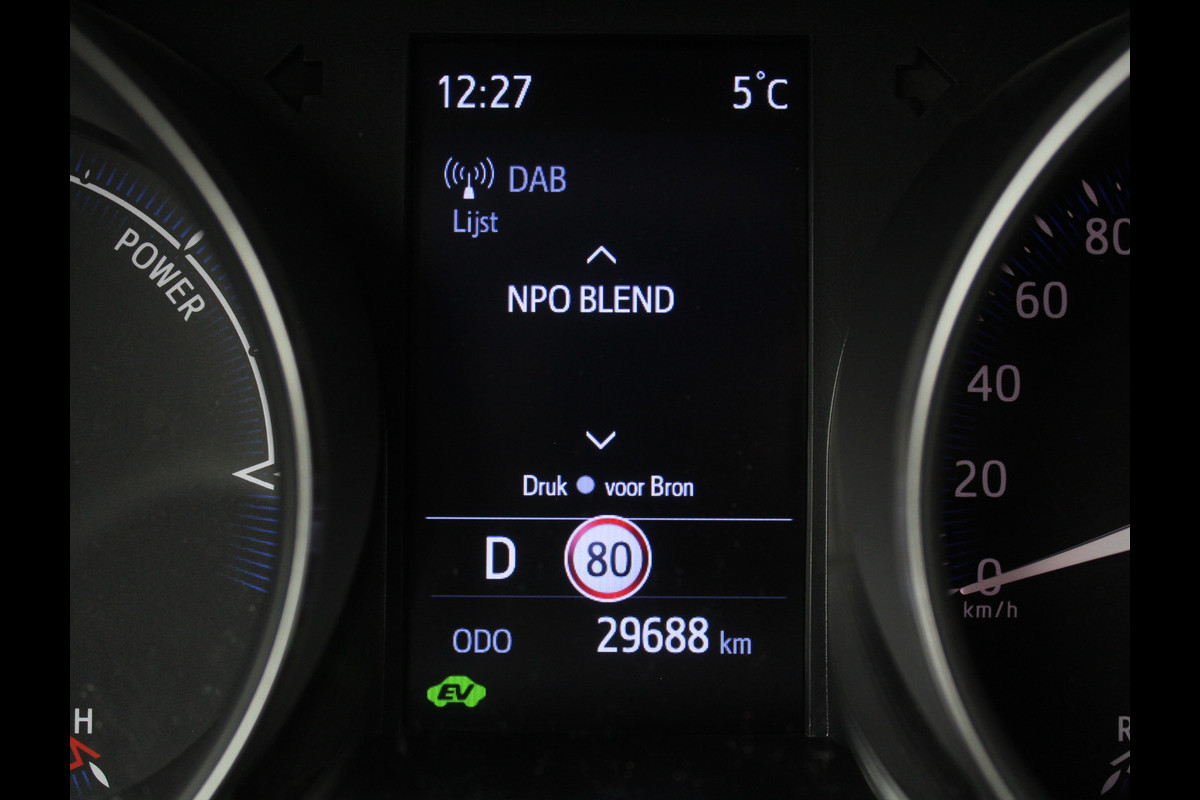 12:27 5°C
DAB
Lijst
NPO BLEND
Druk voor Bron
D 80
ODO 29688 km
EV
POWER
H
80
60
40
20
0
km/h
R